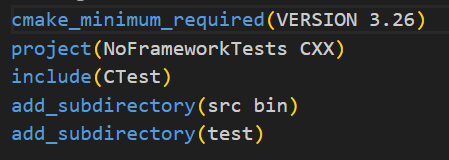 cmake_minimum_required(VERSION 3.26)
project(NoFrameworkTests CXX)
include(CTest)
add_subdirectory(src bin)
add_subdirectory(test)